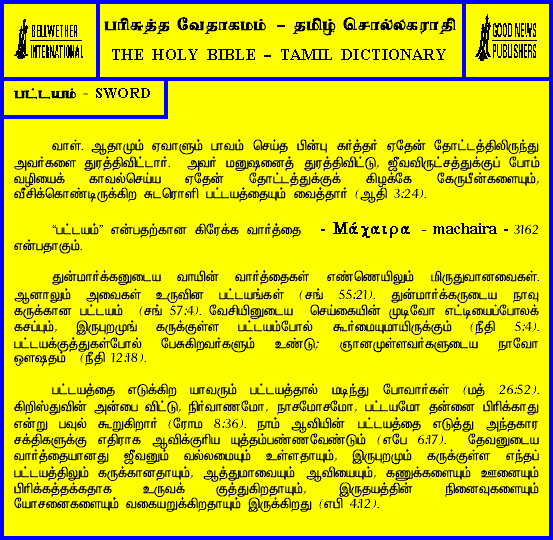 BELLWETHER
INTERNATIONAL
பரிசுத்த வேதாகமம் – தமிழ் சொல்லகராதி
THE HOLY BIBLE – TAMIL DICTIONARY
GOOD NEWS
PUBLISHERS
பட்டயம் - SWORD
வாள். ஆதாமும் ஏவாளும் பாவம் செய்த பின்பு கர்த்தர் ஏதேன் தோட்டத்திலிருந்து
அவர்களை துரத்திவிட்டார். அவர் மனுஷனைத் துரத்திவிட்டு, ஜீவவிருட்சத்துக்குப் போம்
வழியைக் காவல்செய்ய ஏதேன் தோட்டத்துக்குக் கிழக்கே கேருபீன்களையும்,
வீசிக்கொண்டிருக்கிற சுடரொளி பட்டயத்தையும் வைத்தார் (ஆதி 3:24).
“பட்டயம்” என்பதற்கான கிரேக்க வார்த்தை - Μάχαιρα - machaira - 3162
என்பதாகும்.
துன்மார்க்கனுடைய வாயின் வார்த்தைகள் எண்ணெயிலும் மிருதுவானவைகள்.
ஆனாலும் அவைகள் உருவின பட்டயங்கள் (சங் 55:21). துன்மார்க்கருடைய நாவு
கருக்கான பட்டயம் (சங் 57:4). வேசியினுடைய செய்கையின் முடிவோ எட்டியைப்போலக்
கசப்பும், இருபுறமுங் கருக்குள்ள பட்டயம்போல் கூர்மையுமாயிருக்கும் (நீதி 5:4).
பட்டயக்குத்துகள்போல் பேசுகிறவர்களும் உண்டு; ஞானமுள்ளவர்களுடைய நாவோ
ஔஷதம் (நீதி 12:18).
பட்டயத்தை எடுக்கிற யாவரும் பட்டயத்தால் மடிந்து போவார்கள் (மத் 26:52).
கிறிஸ்துவின் அன்பை விட்டு, நிர்வாணமோ, நாசமோசமோ, பட்டயமோ தன்னை பிரிக்காது
என்று பவுல் கூறுகிறார் (ரோம 8:36). நாம் ஆவியின் பட்டயத்தை எடுத்து அந்தகார
சக்திகளுக்கு எதிராக ஆவிக்குரிய யுத்தம்பண்ணவேண்டும் (எபே 6:17). தேவனுடைய
வார்த்தையானது ஜீவனும் வல்லமையும் உள்ளதாயும், இருபுறமும் கருக்குள்ள எந்தப்
பட்டயத்திலும் கருக்கானதாயும், ஆத்துமாவையும் ஆவியையும், கணுக்களையும் ஊனையும்
பிரிக்கத்தக்கதாக உருவக் குத்துகிறதாயும், இருதயத்தின் நினைவுகளையும்
யோசனைகளையும் வகையறுக்கிறதாயும் இருக்கிறது (எபி 4:12).